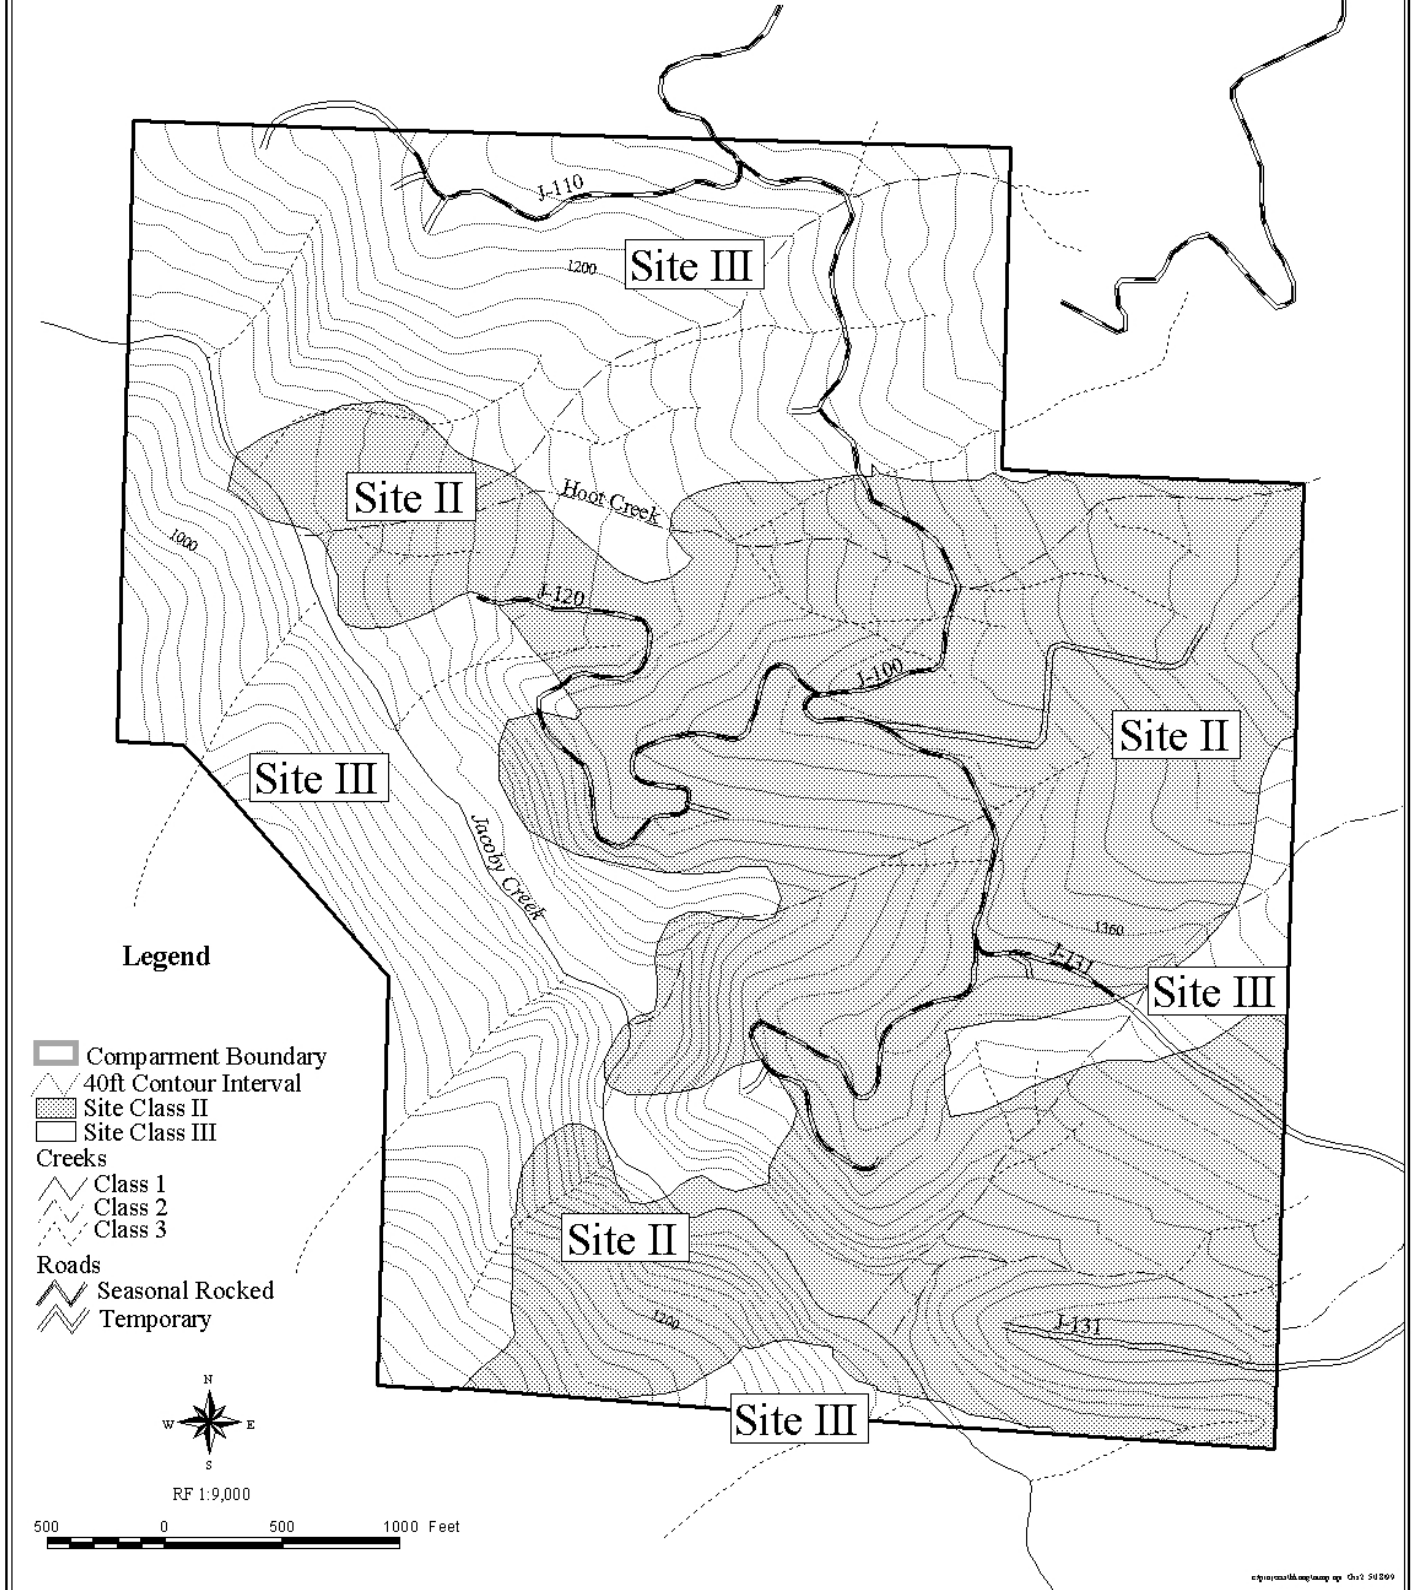 J-110
Site III
1200
Site II
Hoot Creek
1000
J-120
J-100
Site II
Site III
Jacoby Creek
1360
J-131
Site III
Legend
Comparment Boundary
40ft Contour Interval
Site Class II
Site Class III
Creeks
Class 1
Class 2
Class 3
Roads
Seasonal Rocked
Temporary
Site II
1200
J-131
Site III
N
W E
S
RF 1:9,000
500 0 500 1000 Feet